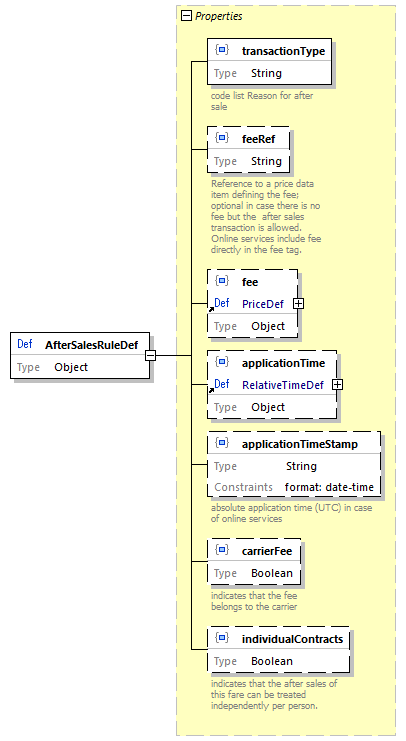 Properties
transactionType
Type String
code list Reason for after
sale
feeRef
Type String
Reference to a price data
item defining the fee;
optional in case there is no
fee but the after sales
transaction is allowed.
Online services include fee
directly in the fee tag.
fee
Def PriceDef
Type Object
Def AfterSalesRuleDef
Type Object
applicationTime
Def RelativeTimeDef
Type Object
applicationTimeStamp
Type String
Constraints format: date-time
absolute application time (UTC) in case
of online services
carrierFee
Type Boolean
indicates that the fee
belongs to the carrier
individualContracts
Type Boolean
indicates that the after sales of
this fare can be treated
independently per person.